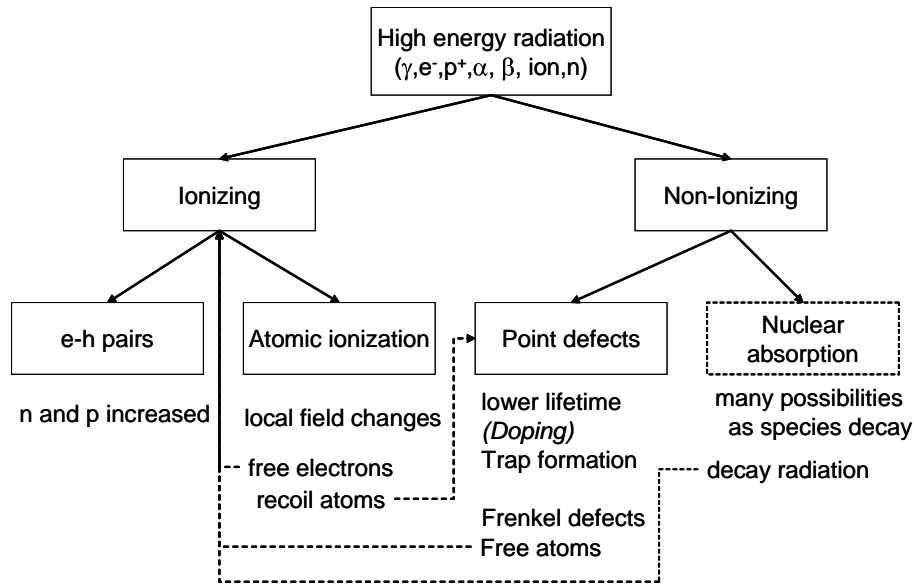 High energy radiation
(γ,e⁻,p⁺,α, β, ion,n)
Ionizing
Non-Ionizing
e-h pairs
Atomic ionization
Point defects
Nuclear
absorption
n and p increased
local field changes
lower lifetime
(Doping)
Trap formation
many possibilities
as species decay
free electrons
recoil atoms
decay radiation
Frenkel defects
Free atoms